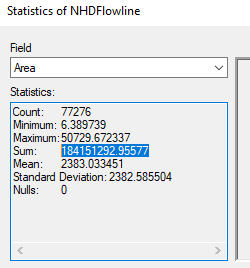 Statistics of NHDFlowline
Field
Area
Statistics:
Count: 77276
Minimum: 6.389739
Maximum: 50729.672337
Sum: 184151292.95577
Mean: 2383.033451
Standard Deviation: 2382.585504
Nulls: 0